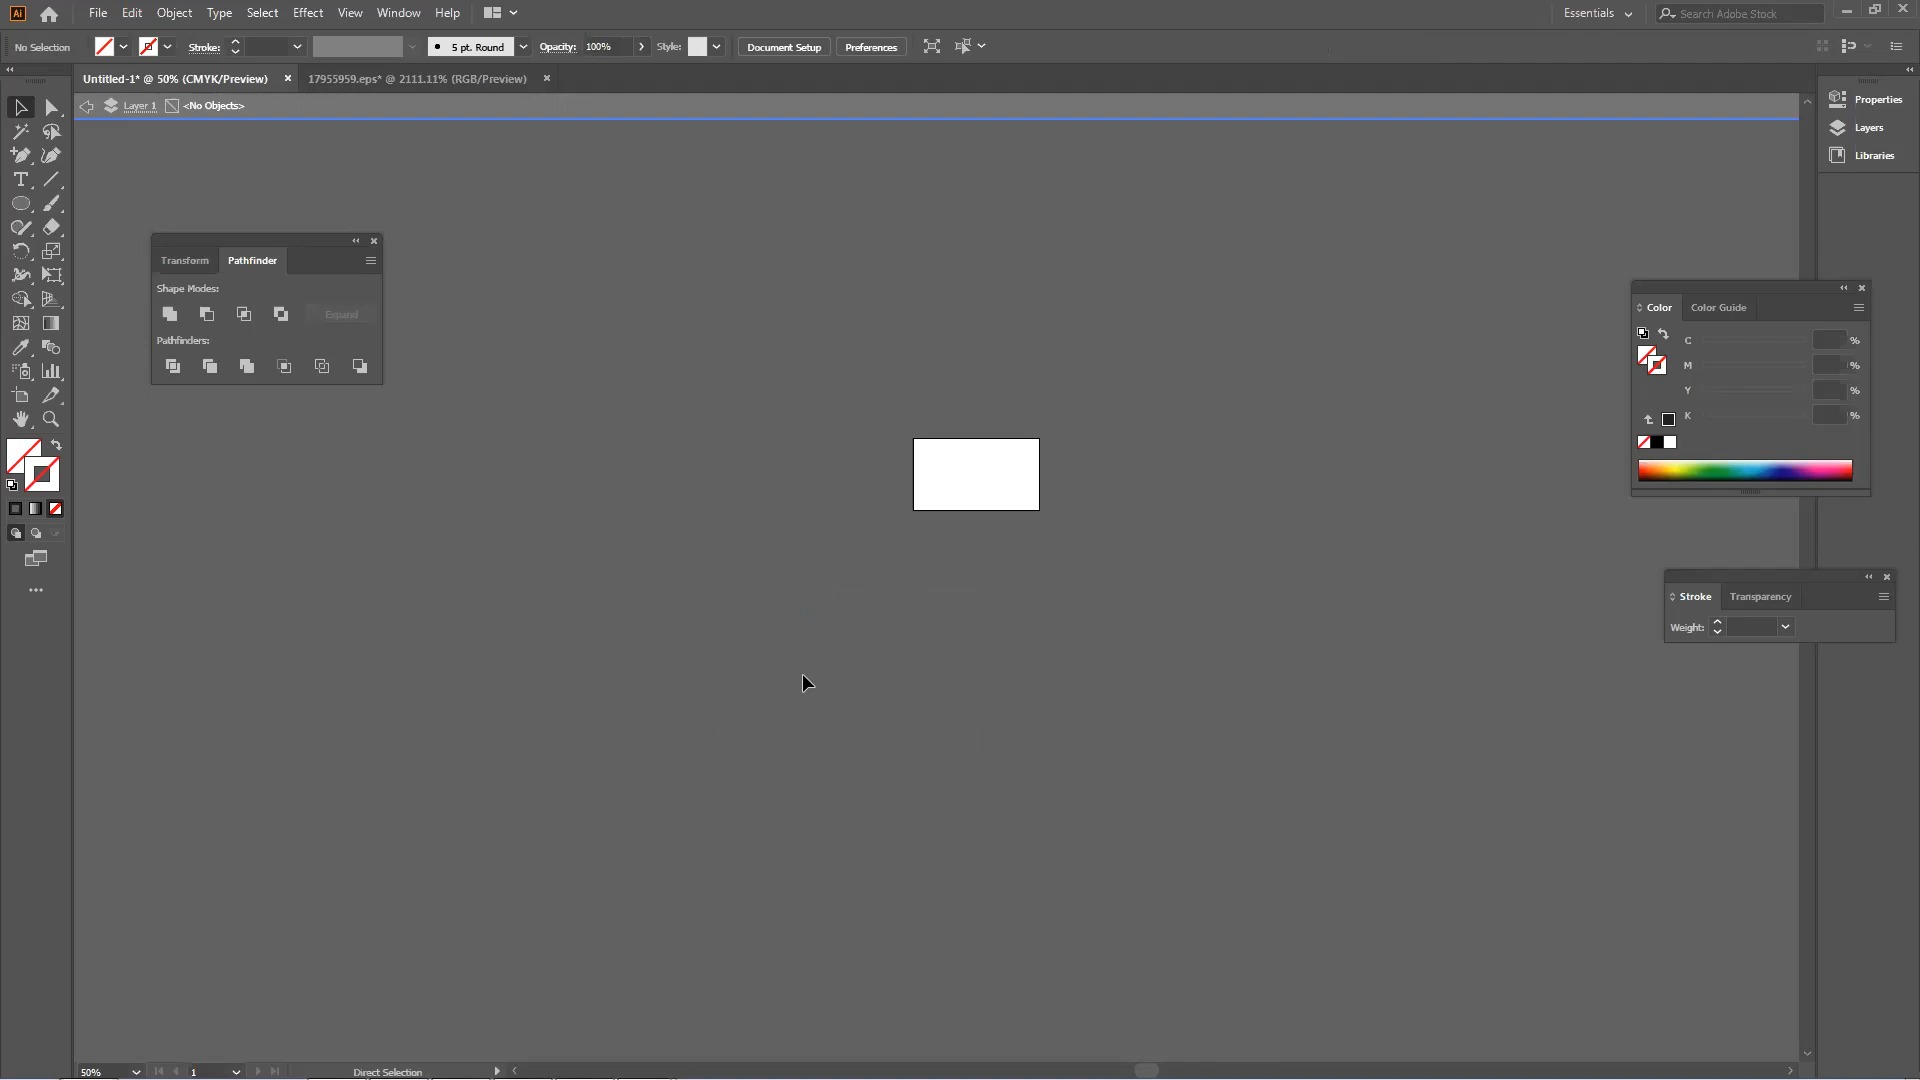 Ai File Edit Object Type Select Effect View Window Help Essentials Search Adobe Stock
No Selection Stroke: 5 pt. Round Opacity: 100% Style: Document Setup Preferences
Untitled-1* @ 50% (CMYK/Preview) × 17955959.eps* @ 2111.11% (RGB/Preview) ×
Layer 1 <No Objects>
Properties
Layers
Libraries
Transform Pathfinder
Shape Modes:
Expand
Pathfinders:
Color Color Guide
C %
M %
Y %
K %
Stroke Transparency
Weight:
50% 1 Direct Selection